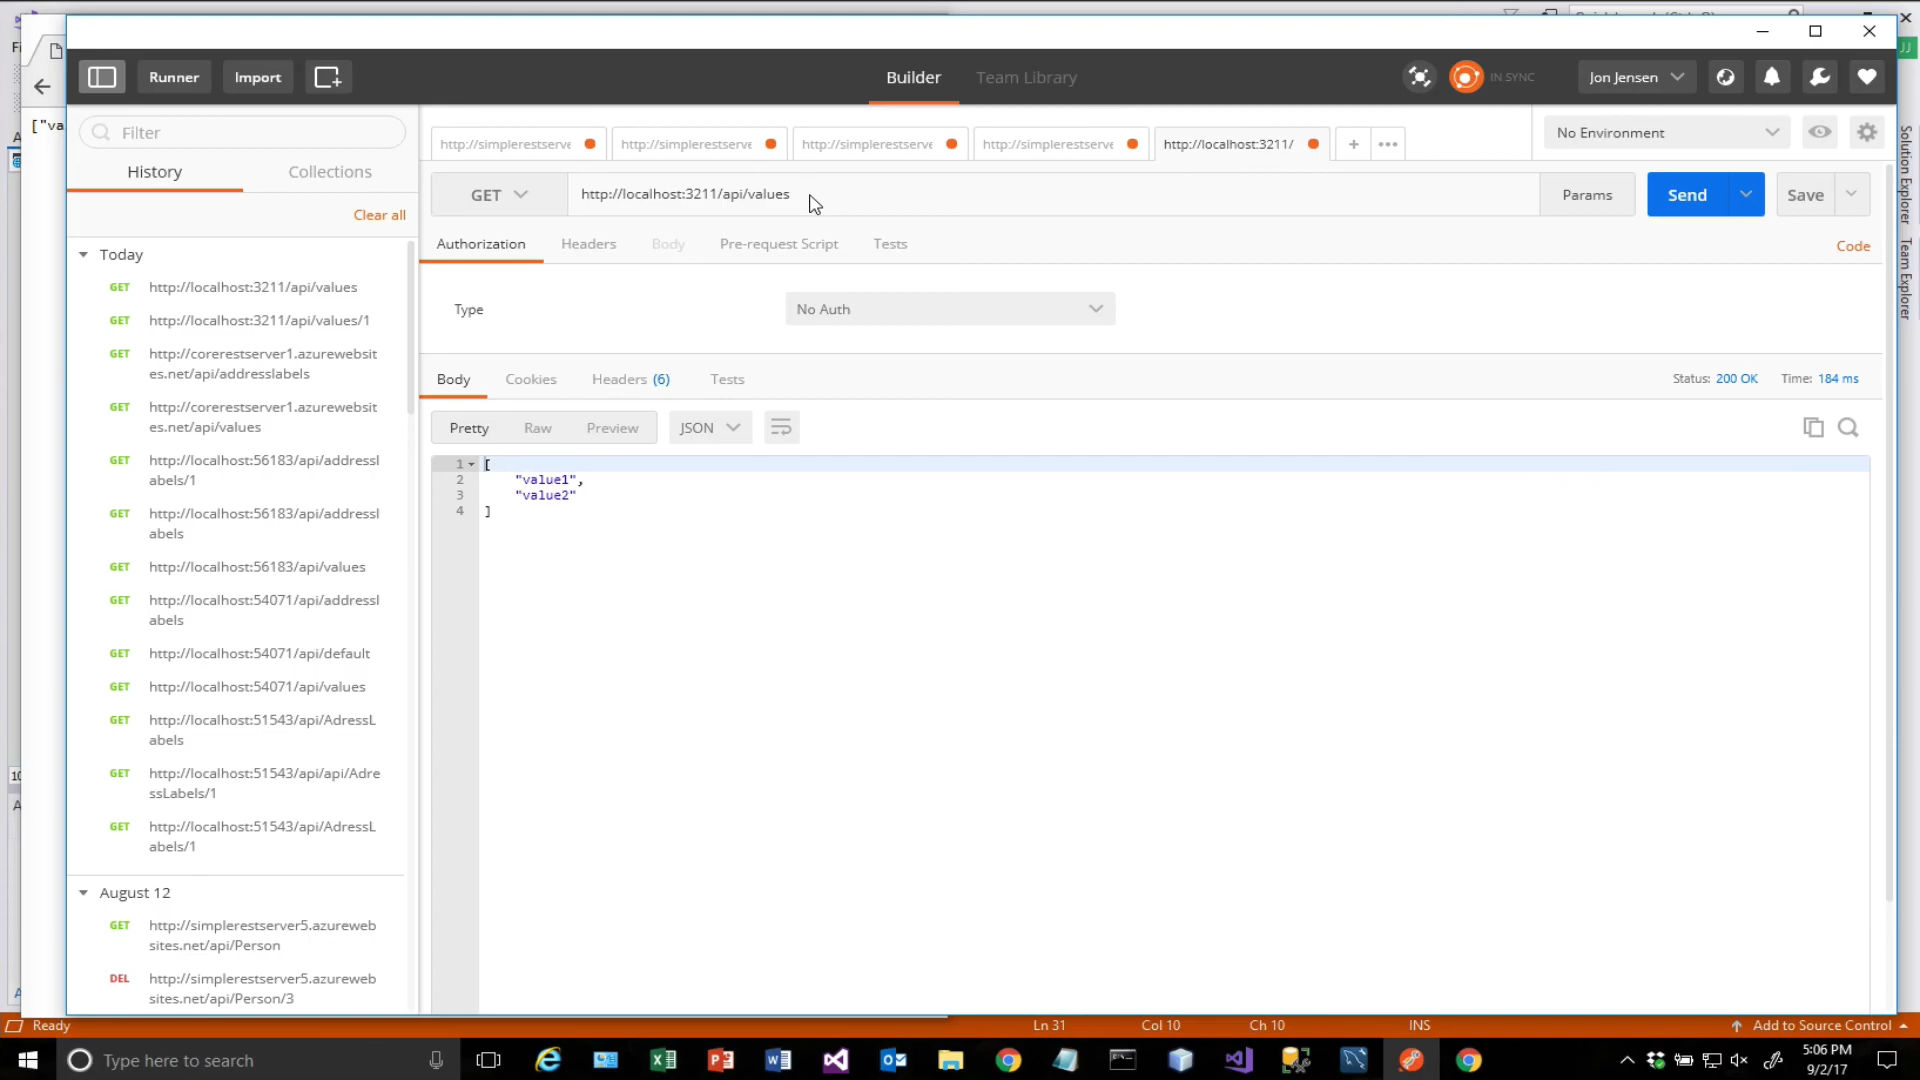 Runner
Import
Builder
Team Library
IN SYNC
Jon Jensen
JJ
["va
Filter
History
Collections
Clear all
Today
GET http://localhost:3211/api/values
GET http://localhost:3211/api/values/1
GET http://corerestserver1.azurewebsit
es.net/api/addresslabels
GET http://corerestserver1.azurewebsit
es.net/api/values
GET http://localhost:56183/api/addressl
abels/1
GET http://localhost:56183/api/addressl
abels
GET http://localhost:56183/api/values
GET http://localhost:54071/api/addressl
abels
GET http://localhost:54071/api/default
GET http://localhost:54071/api/values
GET http://localhost:51543/api/AdressL
abels
GET http://localhost:51543/api/api/Adre
ssLabels/1
GET http://localhost:51543/api/AdressL
abels/1
August 12
GET http://simplerestserver5.azureweb
sites.net/api/Person
DEL http://simplerestserver5.azureweb
sites.net/api/Person/3
http://simplerestserve
http://simplerestserve
http://simplerestserve
http://simplerestserve
http://localhost:3211/
No Environment
GET
http://localhost:3211/api/values
Params
Send
Save
Authorization
Headers
Body
Pre-request Script
Tests
Code
Type
No Auth
Body
Cookies
Headers (6)
Tests
Status: 200 OK
Time: 184 ms
Pretty
Raw
Preview
JSON
1 [
2 "value1",
3 "value2"
4 ]
Solution Explorer
Team Explorer
Ready
Ln 31
Col 10
Ch 10
INS
Add to Source Control
Type here to search
5:06 PM
9/2/17